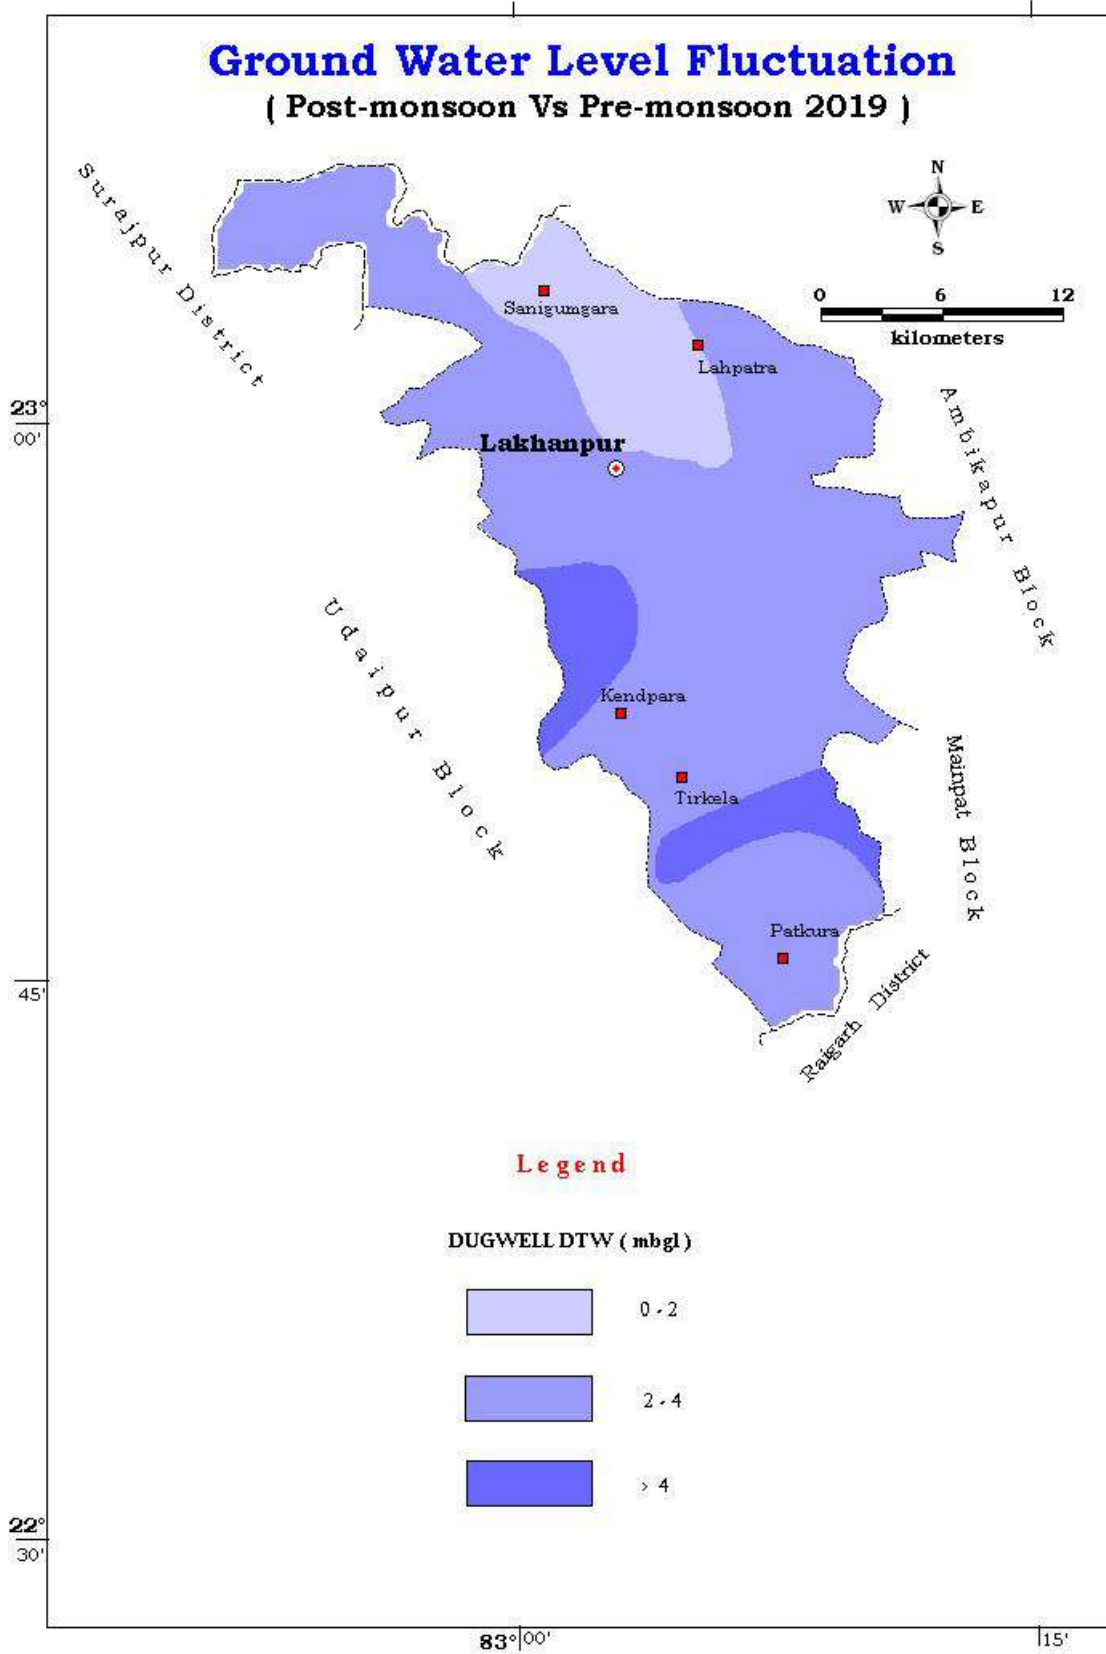 Ground Water Level Fluctuation
( Post-monsoon Vs Pre-monsoon 2019 )
Surajpur District
N
W E
S
0 6 12
kilometers
Sanigumgara
Lahpatra
23°
00'
Lakhanpur
Ambikapur Block
Udaipur Block
Kendpara
Mainpat Block
Tirkela
Patkura
45'
Raigarh District
Legend
DUGWELL DTW ( mbgl )
0 - 2
2 - 4
> 4
22°
30'
83° 00' 15'